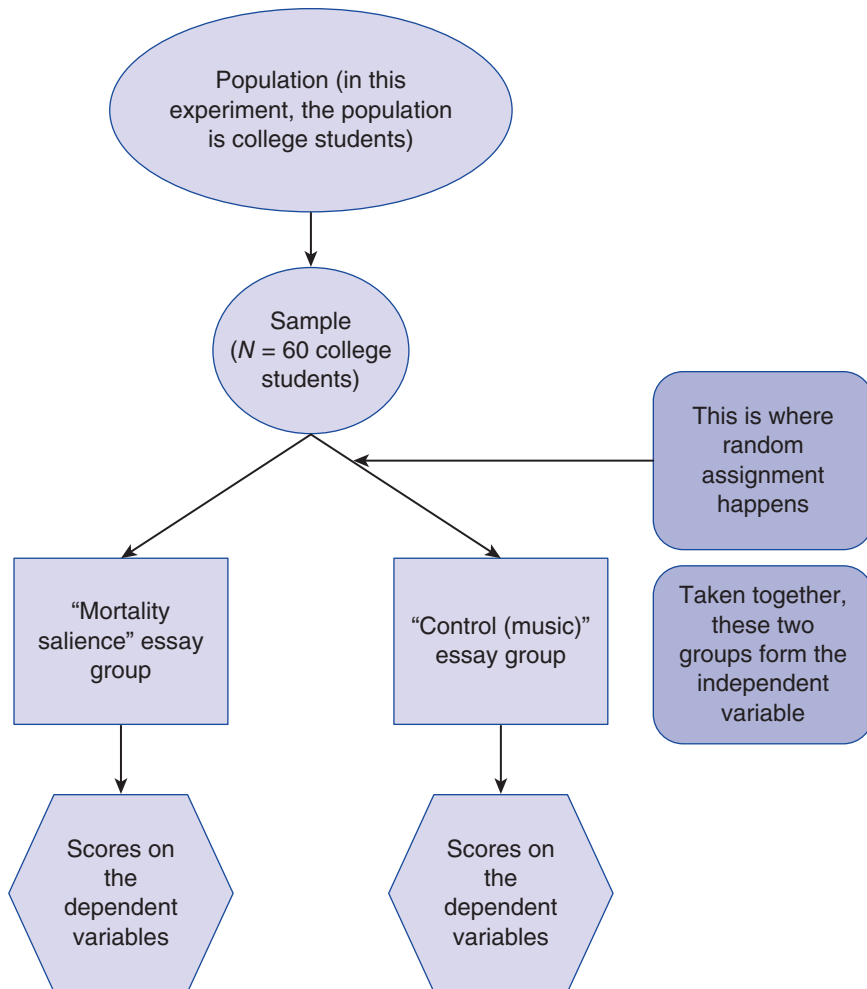 Population (in this
experiment, the population
is college students)
Sample
(N = 60 college
students)
This is where
random
assignment
happens
“Mortality
salience” essay
group
“Control (music)”
essay group
Taken together,
these two
groups form the
independent
variable
Scores on
the
dependent
variables
Scores on
the
dependent
variables